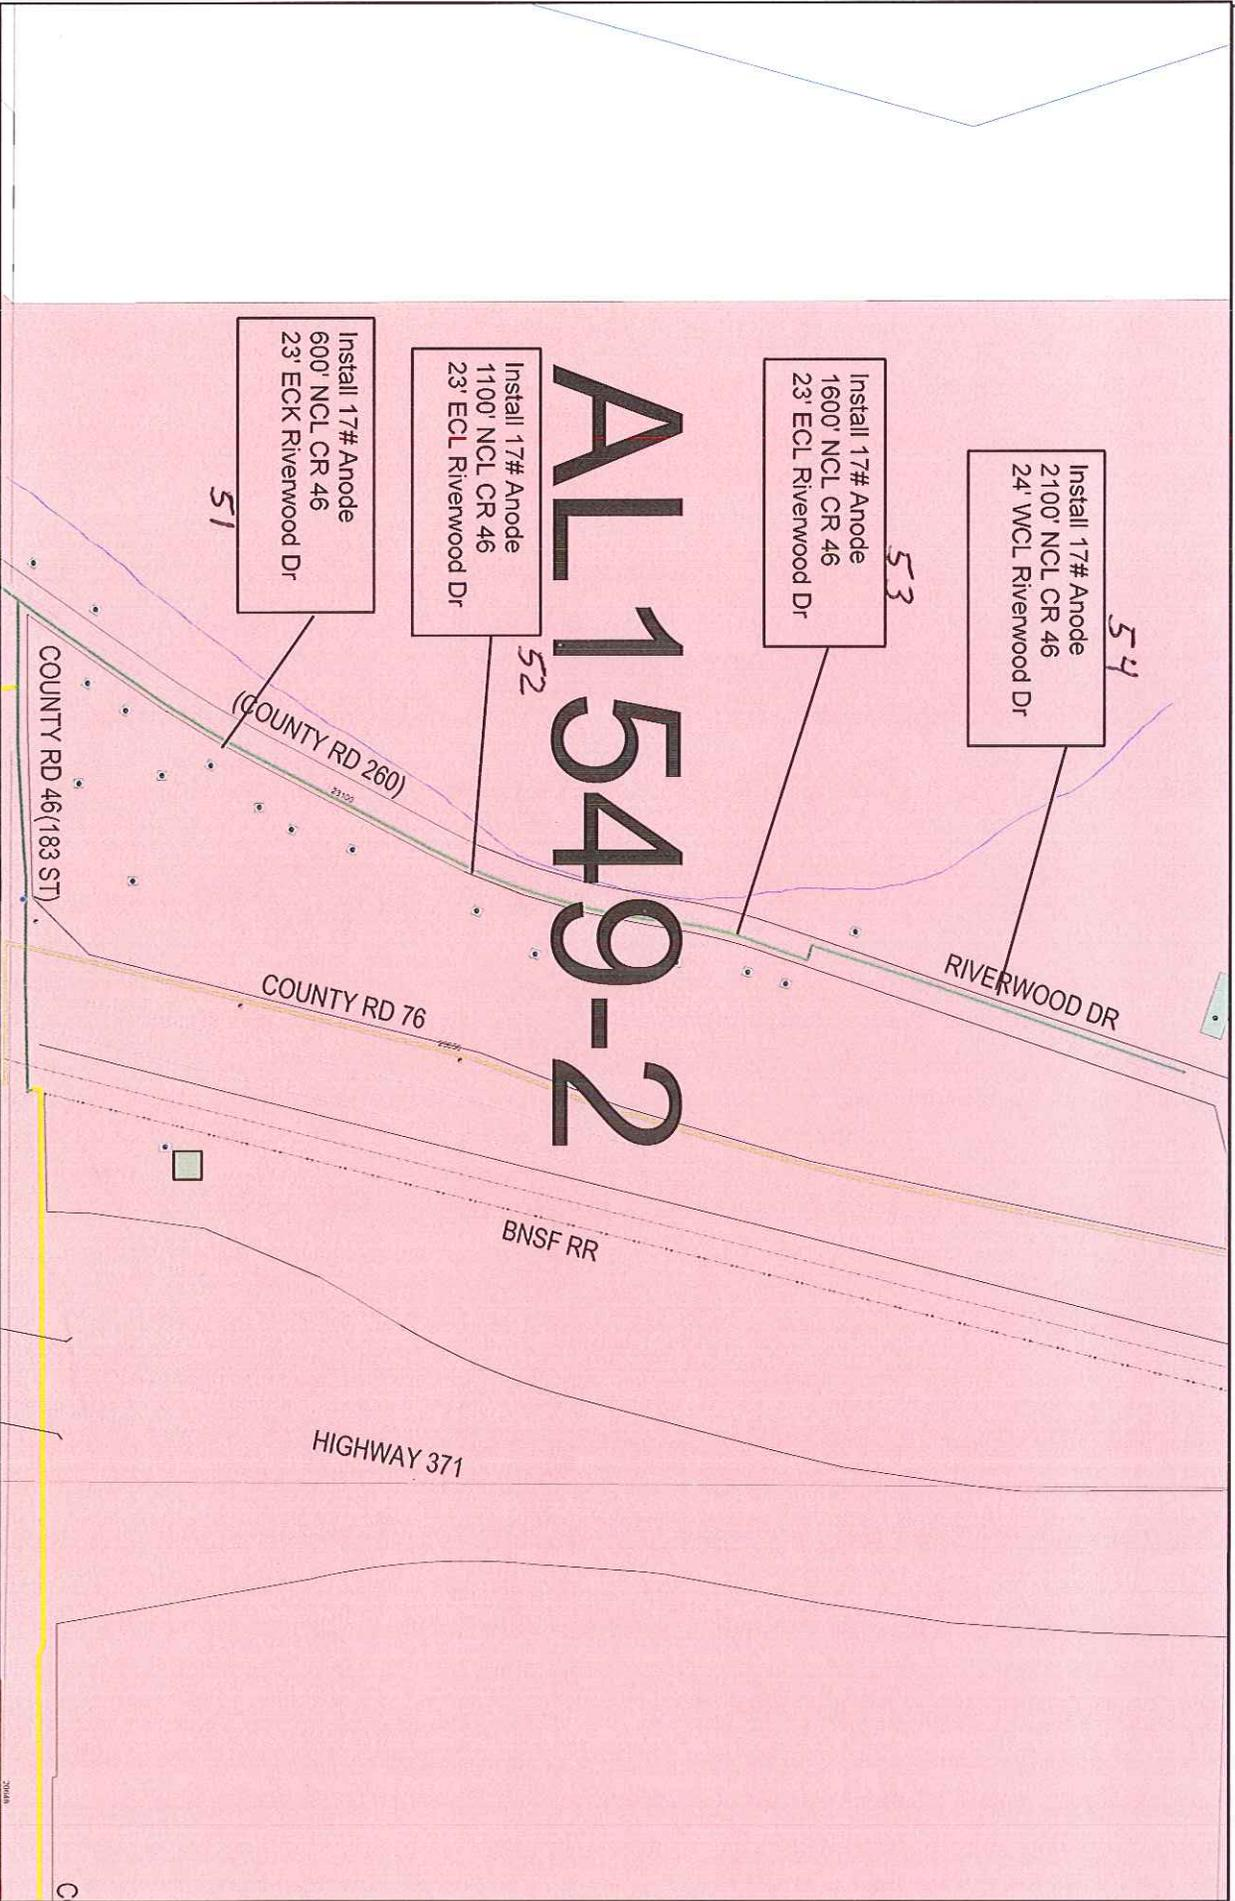 Install 17# Anode
2100' NCL CR 46
24' WCL Riverwood Dr
54
Install 17# Anode
1600' NCL CR 46
23' ECL Riverwood Dr
53
AL1549-2
Install 17# Anode
1100' NCL CR 46
23' ECL Riverwood Dr
52
Install 17# Anode
600' NCL CR 46
23' ECK Riverwood Dr
51
RIVERWOOD DR
(COUNTY RD 260)
23100
COUNTY RD 46(183 ST)
COUNTY RD 76
BNSF RR
HIGHWAY 371
C